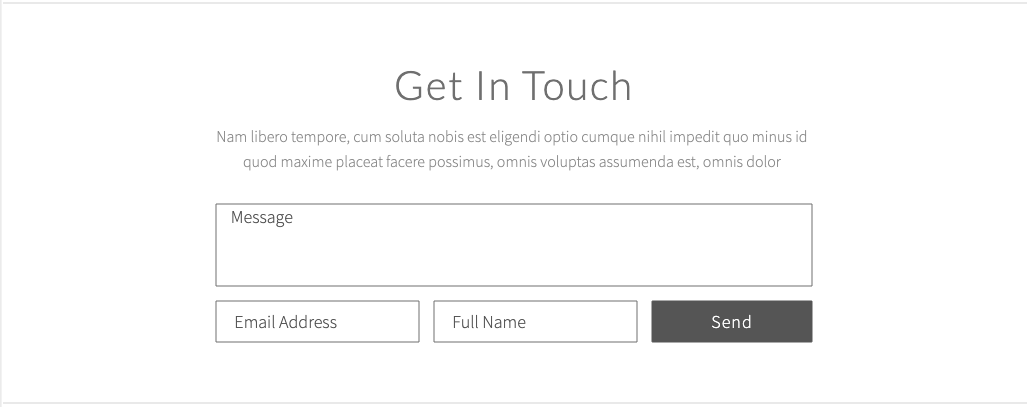 Get In Touch
Nam libero tempore, cum soluta nobis est eligendi optio cumque nihil impedit quo minus id
quod maxime placeat facere possimus, omnis voluptas assumenda est, omnis dolor
Message
Email Address
Full Name
Send